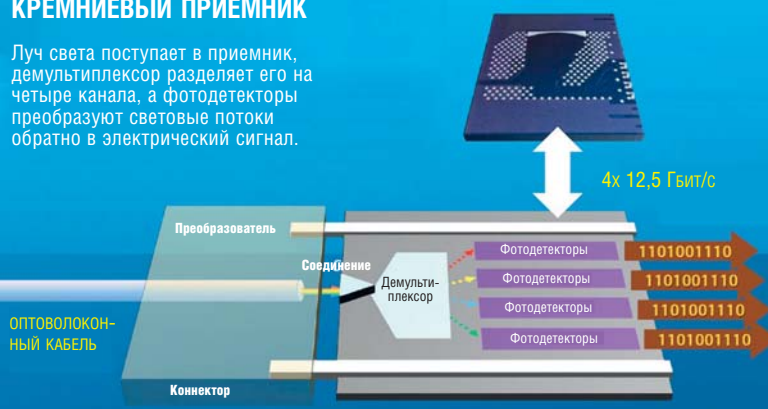 КРЕМНИЕВЫЙ ПРИЕМНИК
Луч света поступает в приемник,
демультиплексор разделяет его на
четыре канала, а фотодетекторы
преобразуют световые потоки
обратно в электрический сигнал.
4х 12,5 Гбит/с
Преобразователь
Соединение
Демульти-
плексор
Фотодетекторы
1101001110
Фотодетекторы
1101001110
Фотодетекторы
1101001110
Фотодетекторы
1101001110
ОПТОВОЛОКОН-
НЫЙ КАБЕЛЬ
Коннектор